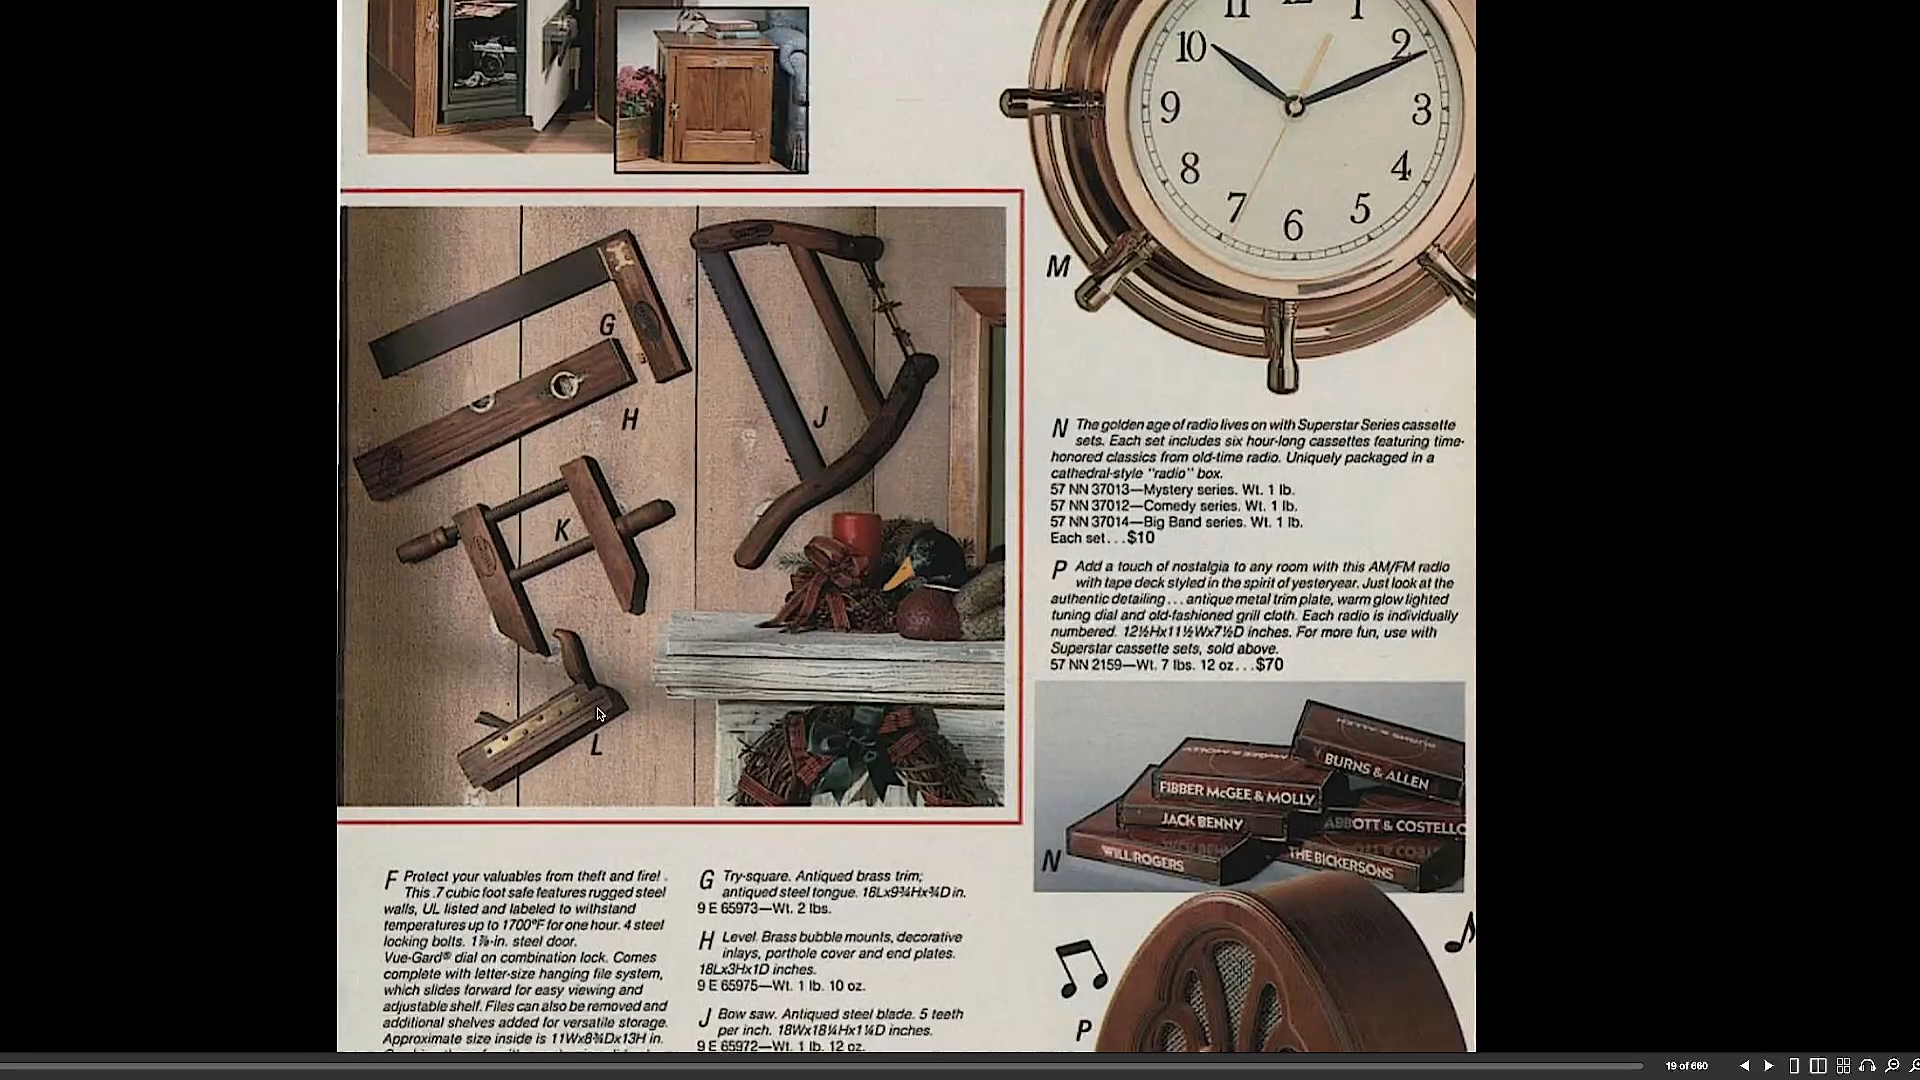 11 12 1
10 2
9 3
8 4
7 6 5
M
G
H
J
K
L
N The golden age of radio lives on with Superstar Series cassette
sets. Each set includes six hour-long cassettes featuring time-
honored classics from old-time radio. Uniquely packaged in a
cathedral-style "radio" box.
57 NN 37013—Mystery series. Wt. 1 lb.
57 NN 37012—Comedy series. Wt. 1 lb.
57 NN 37014—Big Band series. Wt. 1 lb.
Each set...$10
P Add a touch of nostalgia to any room with this AM/FM radio
with tape deck styled in the spirit of yesteryear. Just look at the
authentic detailing...antique metal trim plate, warm glow lighted
tuning dial and old-fashioned grill cloth. Each radio is individually
numbered. 12½Hx11½Wx7½D inches. For more fun, use with
Superstar cassette sets, sold above.
57 NN 2159—Wt. 7 lbs. 12 oz...$70
BURNS & ALLEN
FIBBER McGEE & MOLLY
JACK BENNY
ABBOTT & COSTELLO
WILL ROGERS
THE BICKERSONS
N
P
F Protect your valuables from theft and fire!
This .7 cubic foot safe features rugged steel
walls, UL listed and labeled to withstand
temperatures up to 1700°F for one hour. 4 steel
locking bolts. 1⅞-in. steel door.
Vue-Gard® dial on combination lock. Comes
complete with letter-size hanging file system,
which slides forward for easy viewing and
adjustable shelf. Files can also be removed and
additional shelves added for versatile storage.
Approximate size inside is 11Wx8¾Dx13H in.
G Try-square. Antiqued brass trim;
antiqued steel tongue. 18Lx9¾Hx¾D in.
9 E 65973—Wt. 2 lbs.
H Level. Brass bubble mounts, decorative
inlays, porthole cover and end plates.
18Lx3Hx1D inches.
9 E 65975—Wt. 1 lb. 10 oz.
J Bow saw. Antiqued steel blade. 5 teeth
per inch. 18Wx18¼Hx1¼D inches.
9 E 65972—Wt. 1 lb. 12 oz.
19 of 660